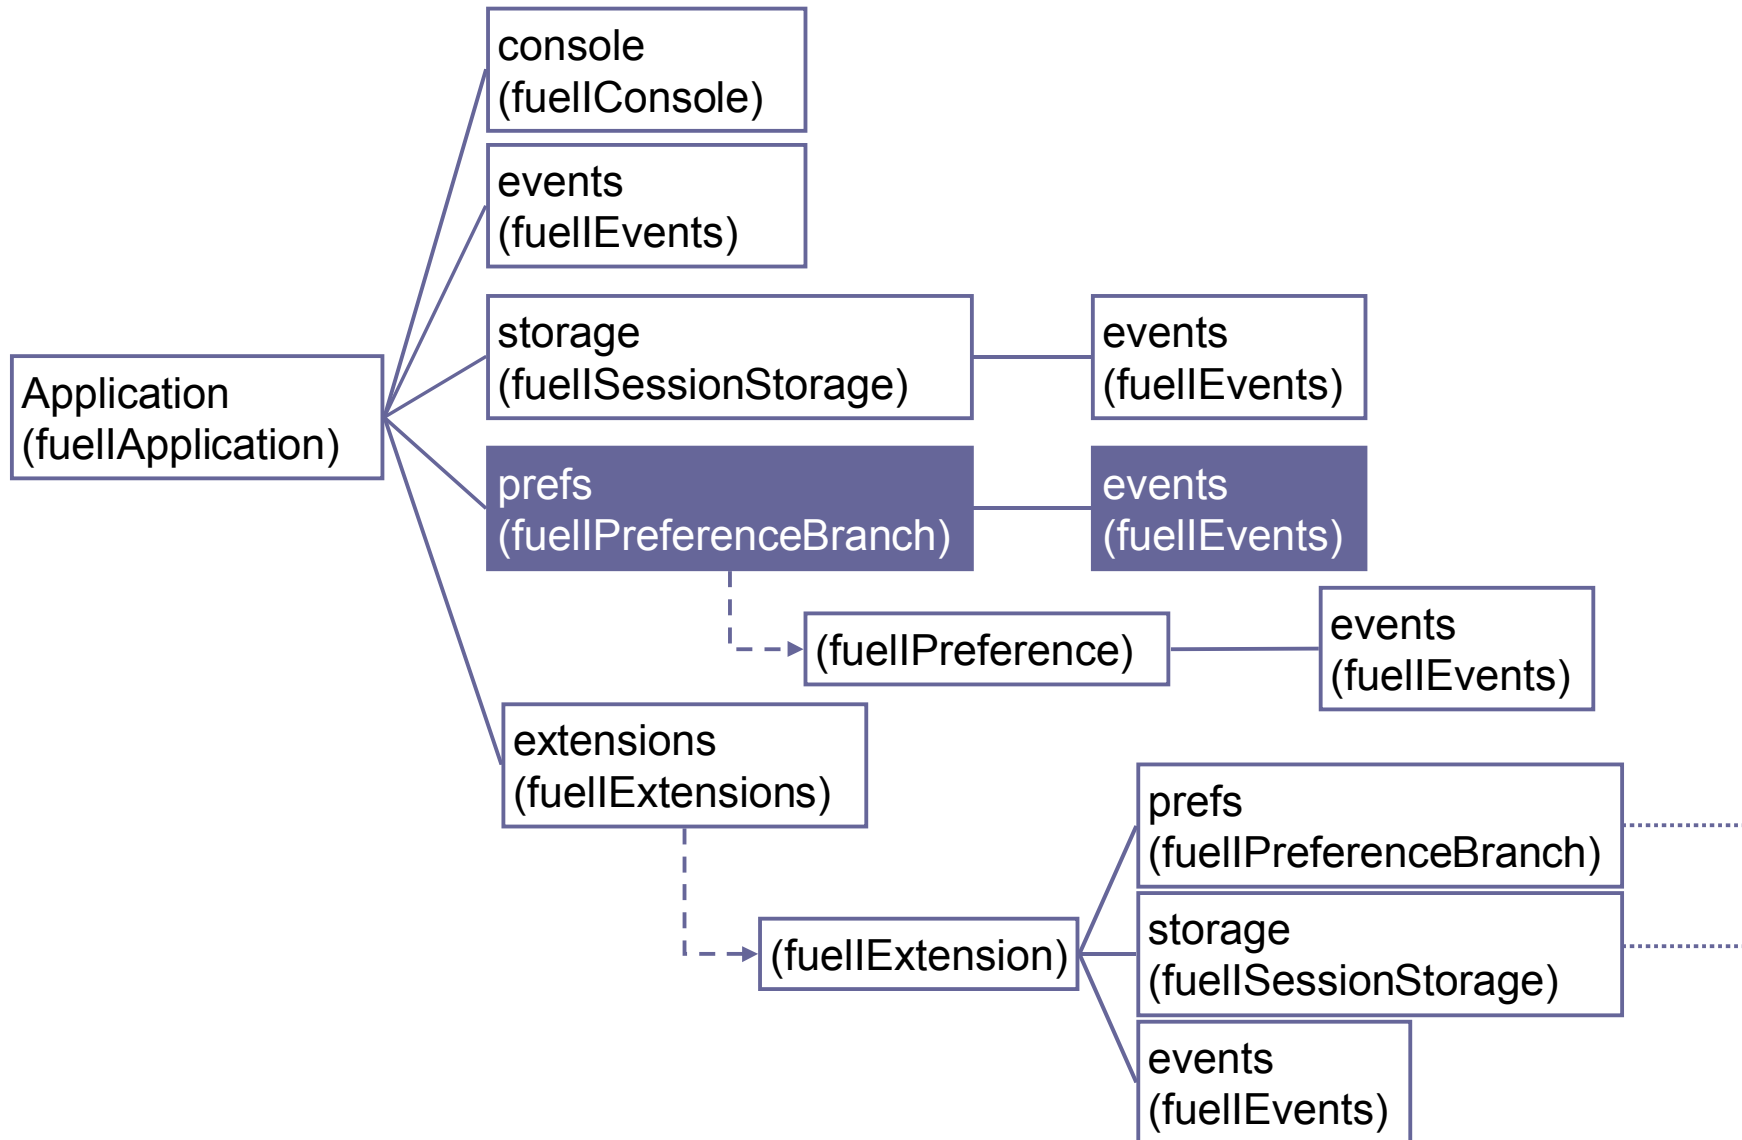 console
(fuelIConsole)
events
(fuelIEvents)
storage
(fuelISessionStorage)
events
(fuelIEvents)
Application
(fuelIApplication)
prefs
(fuelIPreferenceBranch)
events
(fuelIEvents)
(fuelIPreference)
events
(fuelIEvents)
extensions
(fuelIExtensions)
prefs
(fuelIPreferenceBranch)
(fuelIExtension)
storage
(fuelISessionStorage)
events
(fuelIEvents)